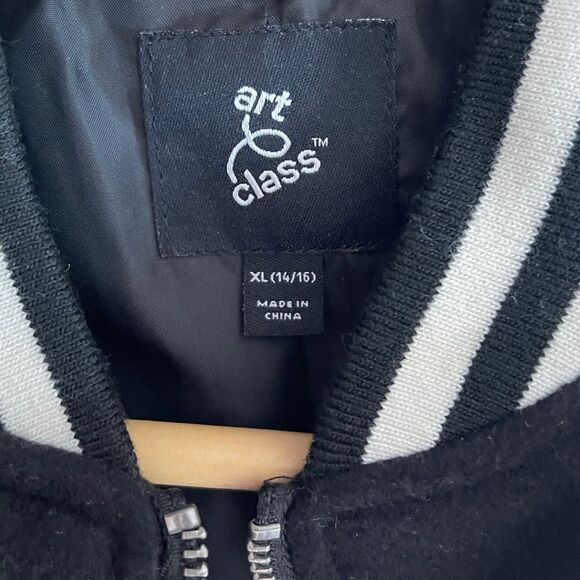 art
class™
XL (14/16)
MADE IN
CHINA